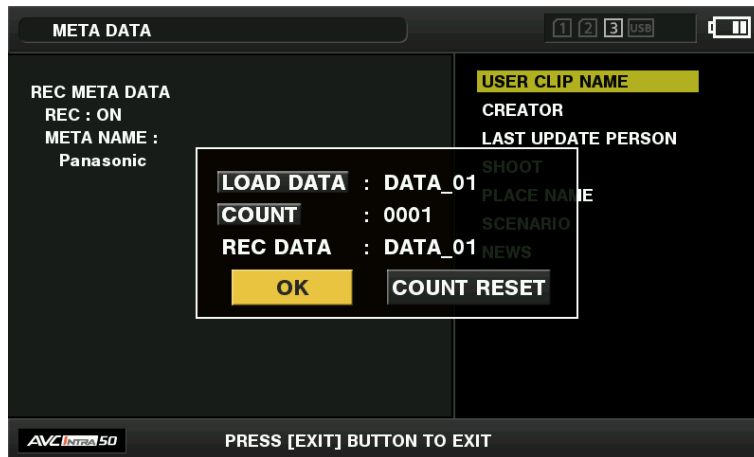 META DATA
1 2 3 USB
REC META DATA
REC : ON
META NAME :
Panasonic
USER CLIP NAME
CREATOR
LAST UPDATE PERSON
SHOOT
PLACE NAME
SCENARIO
NEWS
LOAD DATA : DATA_01
COUNT : 0001
REC DATA : DATA_01
OK COUNT RESET
AVC INTRA 50
PRESS [EXIT] BUTTON TO EXIT